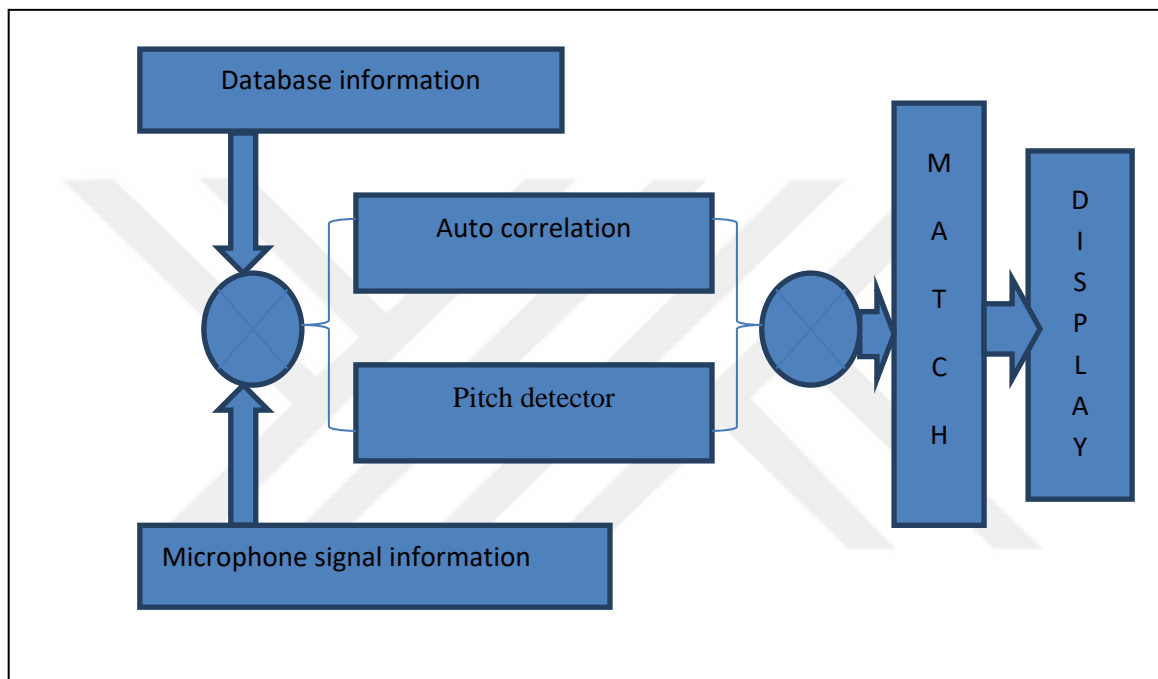 Database information
Auto correlation
Pitch detector
Microphone signal information
M
A
T
C
H
D
I
S
P
L
A
Y